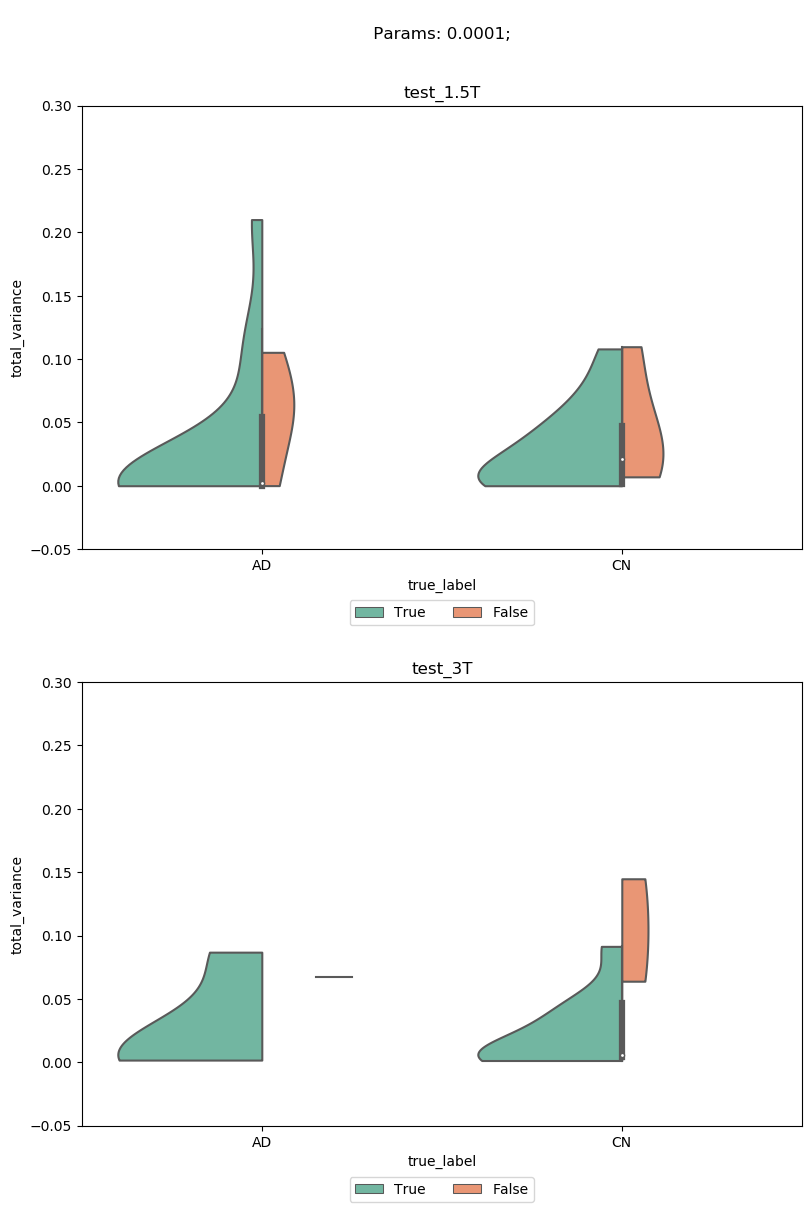 Params: 0.0001;
test_1.5T
0.30
0.25
0.20
0.15
0.10
0.05
0.00
−0.05
total_variance
AD CN
true_label
True False
test_3T
0.30
0.25
0.20
0.15
0.10
0.05
0.00
−0.05
total_variance
AD CN
true_label
True False